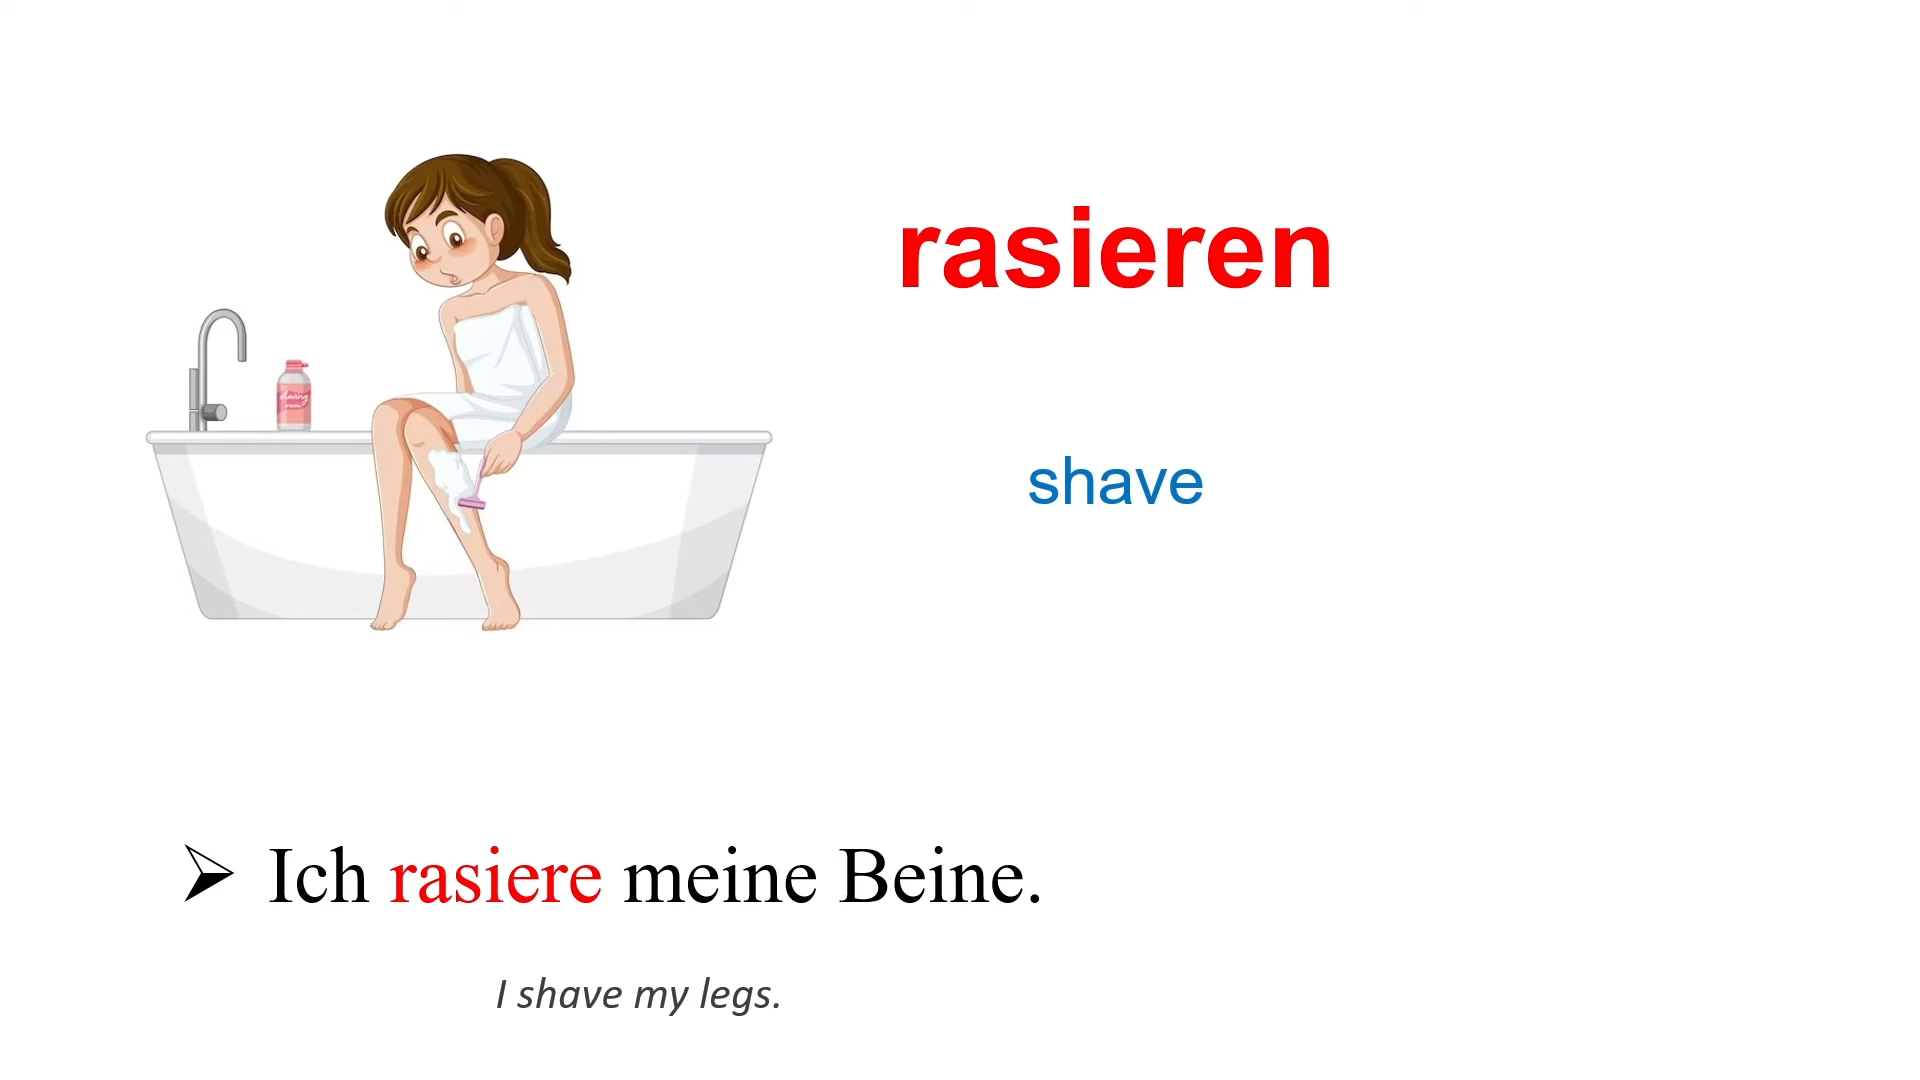 rasieren
shave
Ich rasiere meine Beine.
I shave my legs.